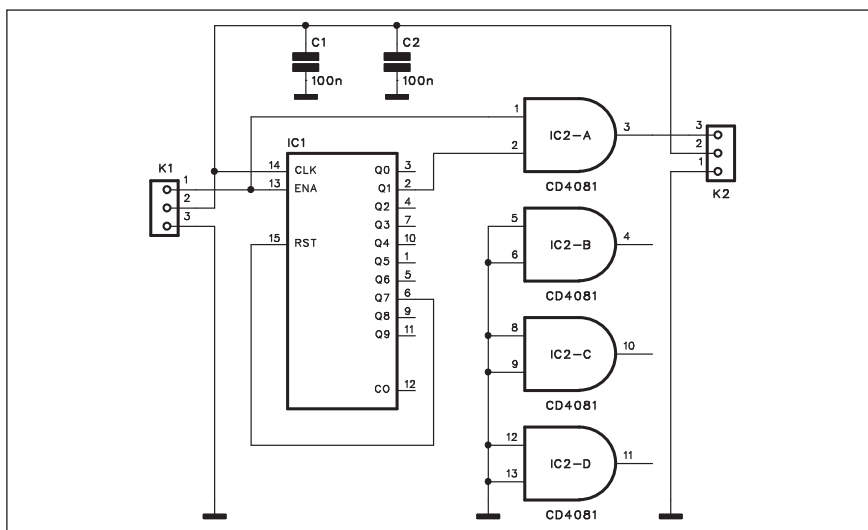 C1
100n
C2
100n
K1
1
2
3
IC1
14 CLK
13 ENA
15 RST
Q0 3
Q1 2
Q2 4
Q3 7
Q4 10
Q5 1
Q6 5
Q7 6
Q8 9
Q9 11
CO 12
1
2
IC2-A
3
CD4081
5
6
IC2-B
4
CD4081
8
9
IC2-C
10
CD4081
12
13
IC2-D
11
CD4081
3
2
1
K2